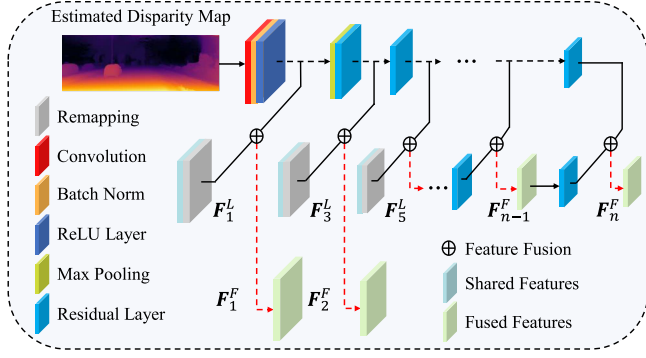 Estimated Disparity Map
Remapping
Convolution
Batch Norm
ReLU Layer
Max Pooling
Residual Layer
F_1^L
F_3^L
F_5^L
F_{n-1}^F
F_n^F
F_1^F
F_2^F
Feature Fusion
Shared Features
Fused Features